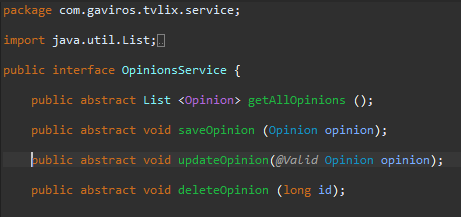 package com.gaviros.tvlix.service;
import java.util.List;
public interface OpinionsService {
public abstract List <Opinion> getAllOpinions ();
public abstract void saveOpinion (Opinion opinion);
public abstract void updateOpinion(@Valid Opinion opinion);
public abstract void deleteOpinion (long id);